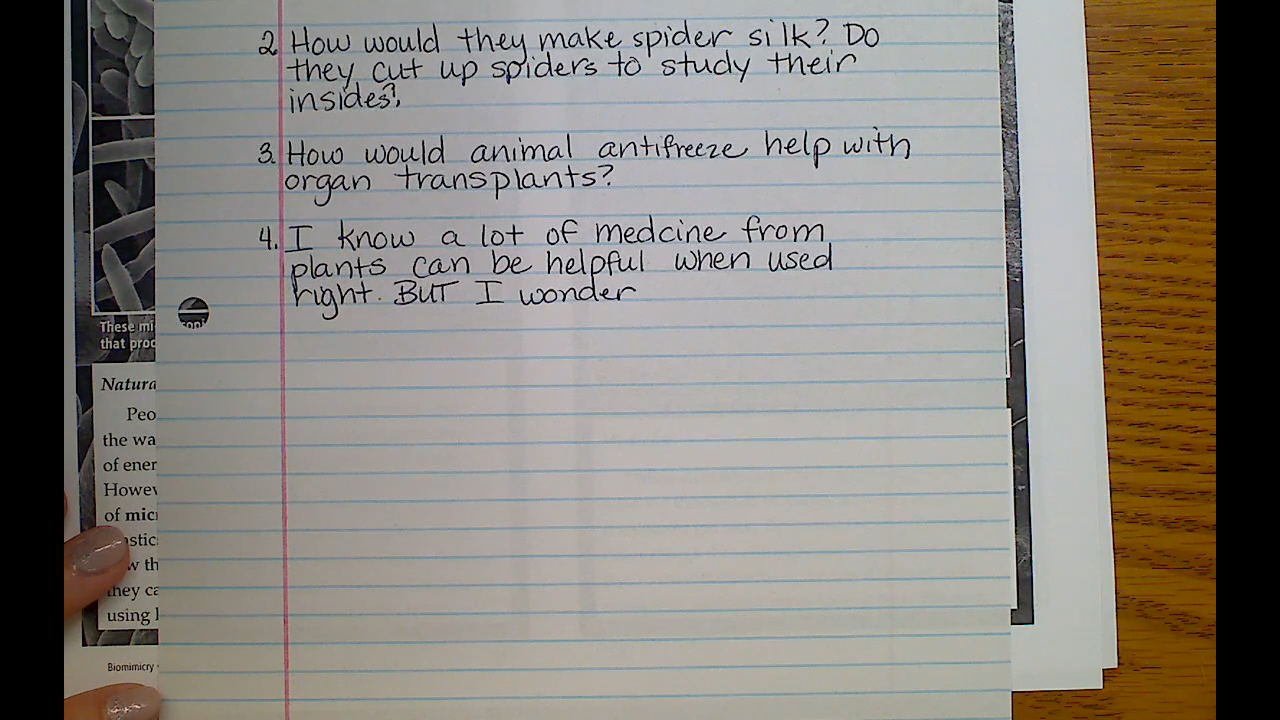 2. How would they make spider silk? Do
they cut up spiders to study their
insides?
3. How would animal antifreeze help with
organ transplants?
4. I know a lot of medcine from
plants can be helpful when used
right. BUT I wonder
These mi
that proc
Natura
Peo
the wa
of ener
Howev
of micr
astic
w th
they ca
using l
Biomimicry